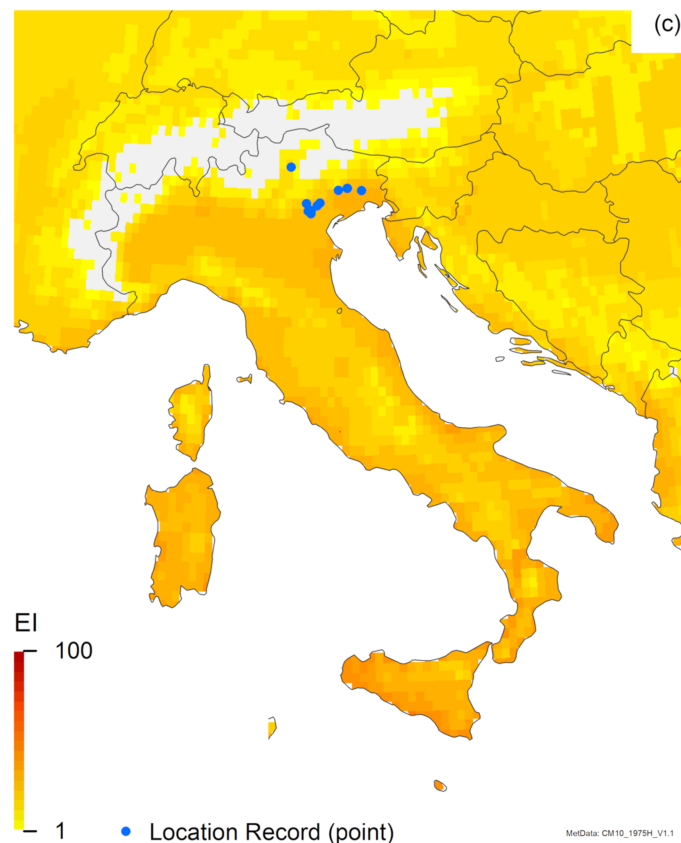 (c)
EI
100
1
Location Record (point)
MetData: CM10_1975H_V1.1